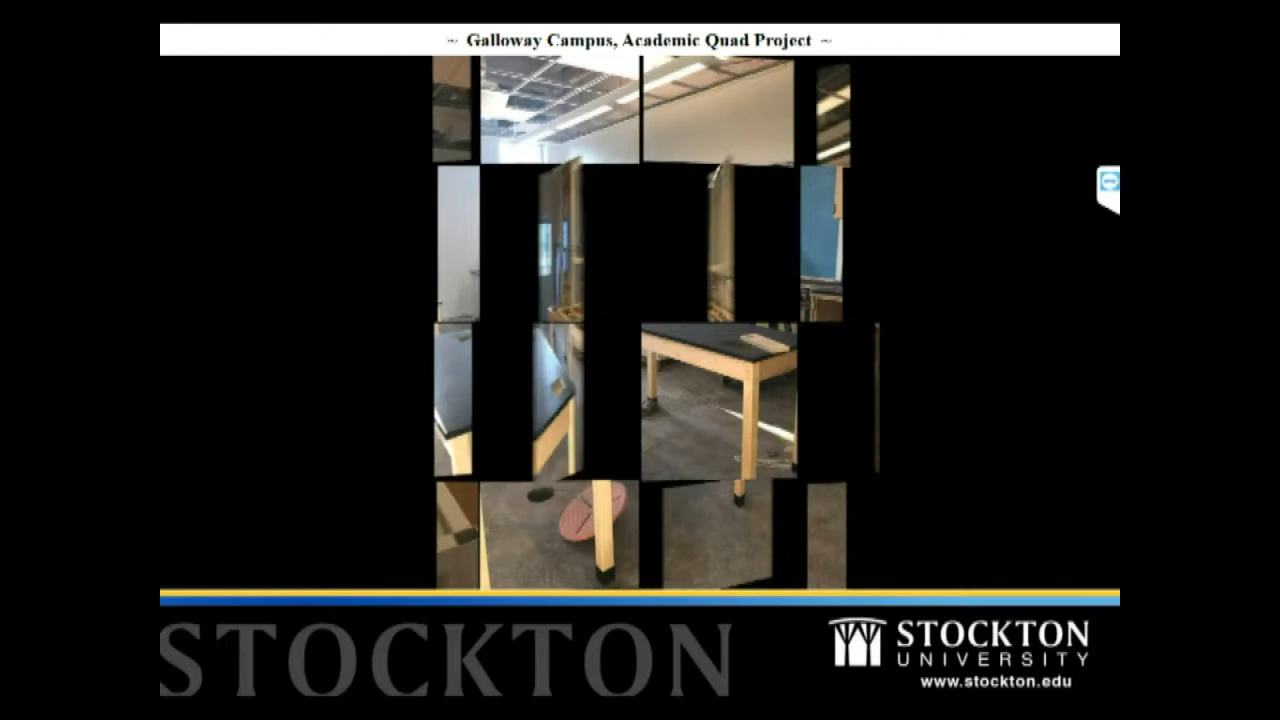 ~ Galloway Campus, Academic Quad Project ~
STOCKTON
STOCKTON
UNIVERSITY
www.stockton.edu